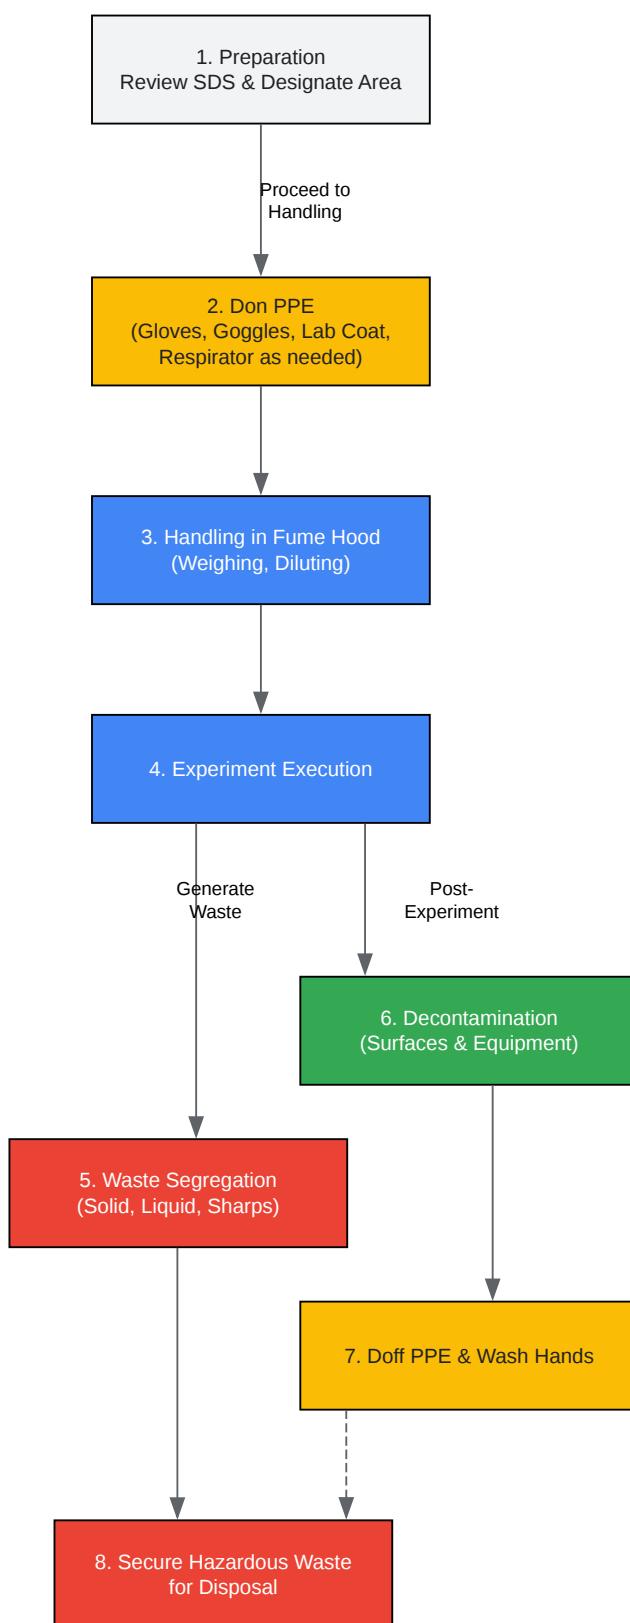 1. Preparation
Review SDS & Designate Area
Proceed to
Handling
2. Don PPE
(Gloves, Goggles, Lab Coat,
Respirator as needed)
3. Handling in Fume Hood
(Weighing, Diluting)
4. Experiment Execution
Generate
Waste
Post-
Experiment
6. Decontamination
(Surfaces & Equipment)
5. Waste Segregation
(Solid, Liquid, Sharps)
7. Doff PPE & Wash Hands
8. Secure Hazardous Waste
for Disposal